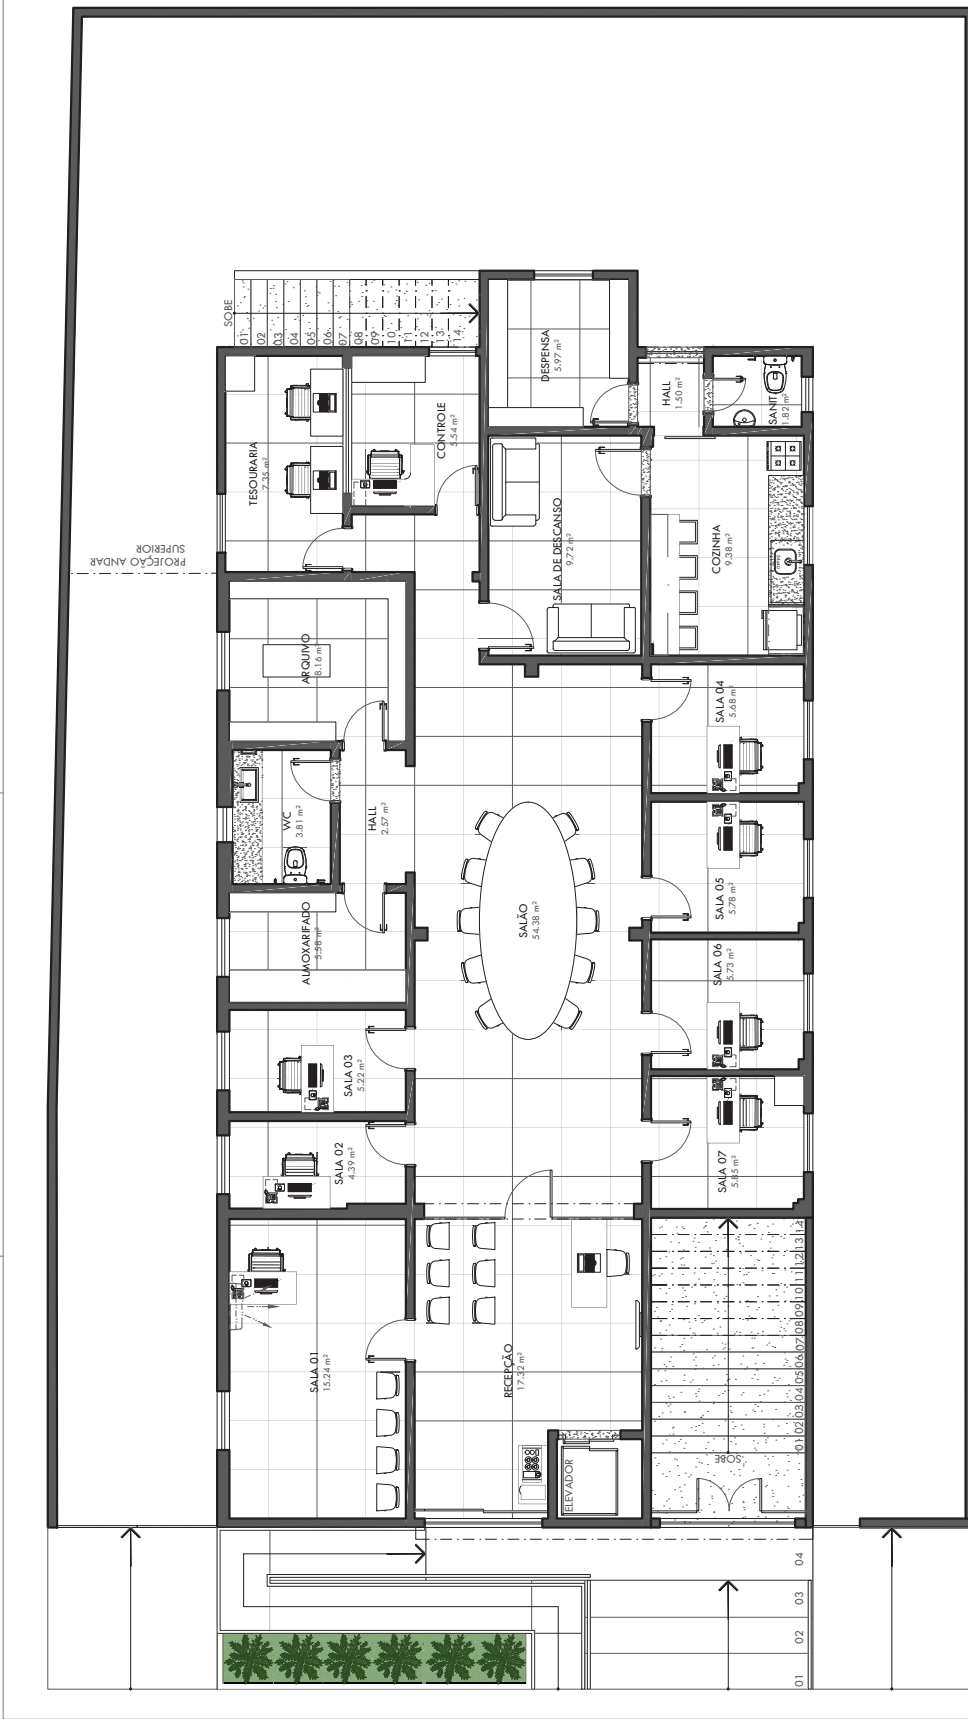 SOBE
01
02
03
04
05
06
07
08
09
10
11
12
13
14
DESPENSA
5.97 m²
TESOURARIA
7.35 m²
CONTROLE
5.54 m²
HALL
1.50 m²
SANIT.
1.82 m²
PROJEÇÃO ANDAR
SUPERIOR
SALA DE DESCANSO
9.72 m²
COZINHA
9.38 m²
ARQUIVO
8.16 m²
SALA 04
5.68 m²
WC
3.81 m²
HALL
2.57 m²
SALA 05
5.78 m²
ALMOXARIFADO
5.58 m²
SALÃO
54.38 m²
SALA 06
5.73 m²
SALA 03
5.22 m²
SALA 02
4.39 m²
SALA 07
5.85 m²
SALA 01
15.24 m²
RECEPÇÃO
17.32 m²
ELEVADOR
01 02 03 04 05 06 07 08 09 10 11 12 13 14
SOBE
04
03
02
01